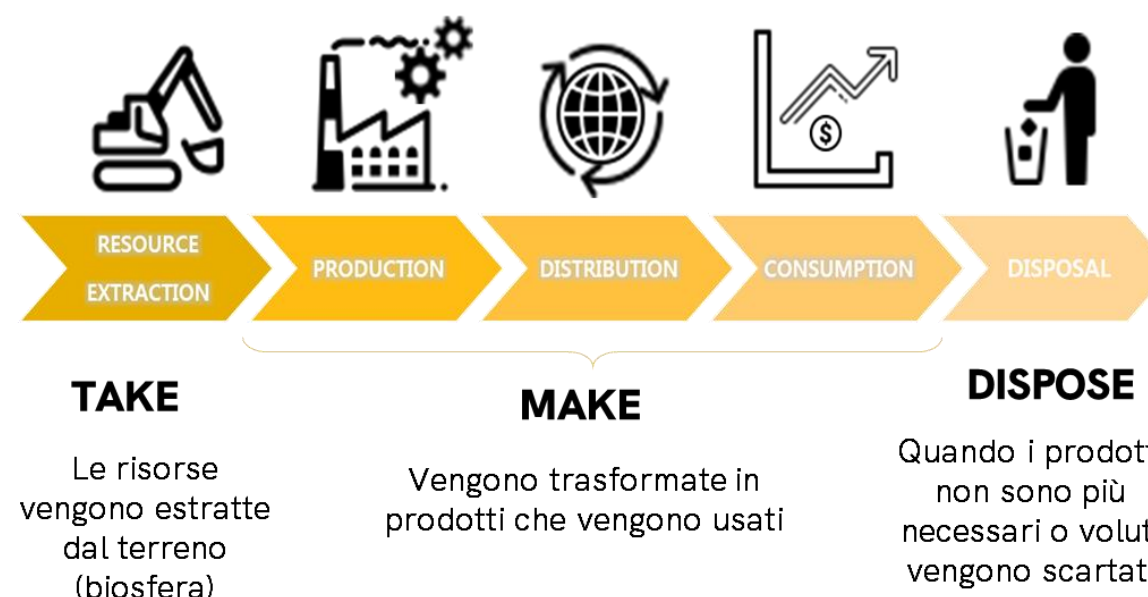 $
RESOURCE
EXTRACTION
PRODUCTION
DISTRIBUTION
CONSUMPTION
DISPOSAL
TAKE
Le risorse
vengono estratte
dal terreno
(biosfera)
MAKE
Vengono trasformate in
prodotti che vengono usati
DISPOSE
Quando i prodott
non sono più
necessari o volut
vengono scartat